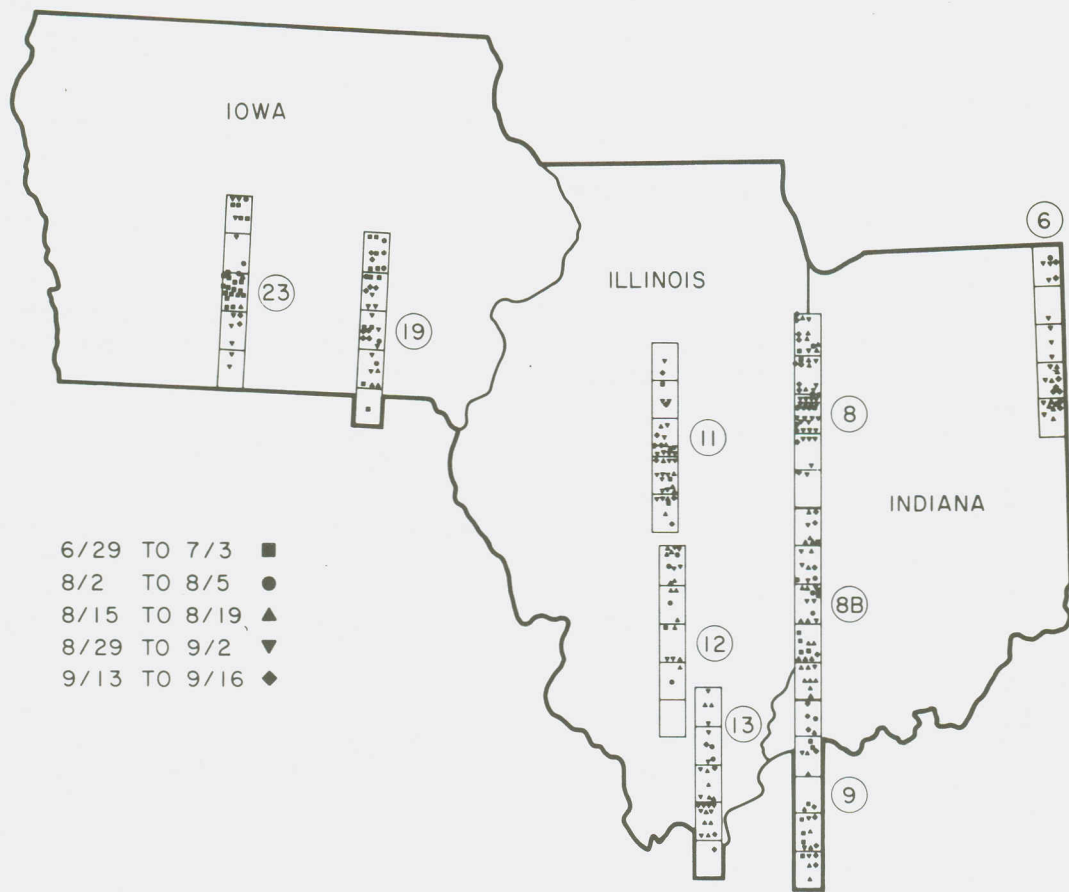 IOWA
6
ILLINOIS
23
19
8
11
INDIANA
6/29 TO 7/3 ■
8/2 TO 8/5 ●
8/15 TO 8/19 ▲
8/29 TO 9/2 ▼
9/13 TO 9/16 ◆
8B
12
13
9